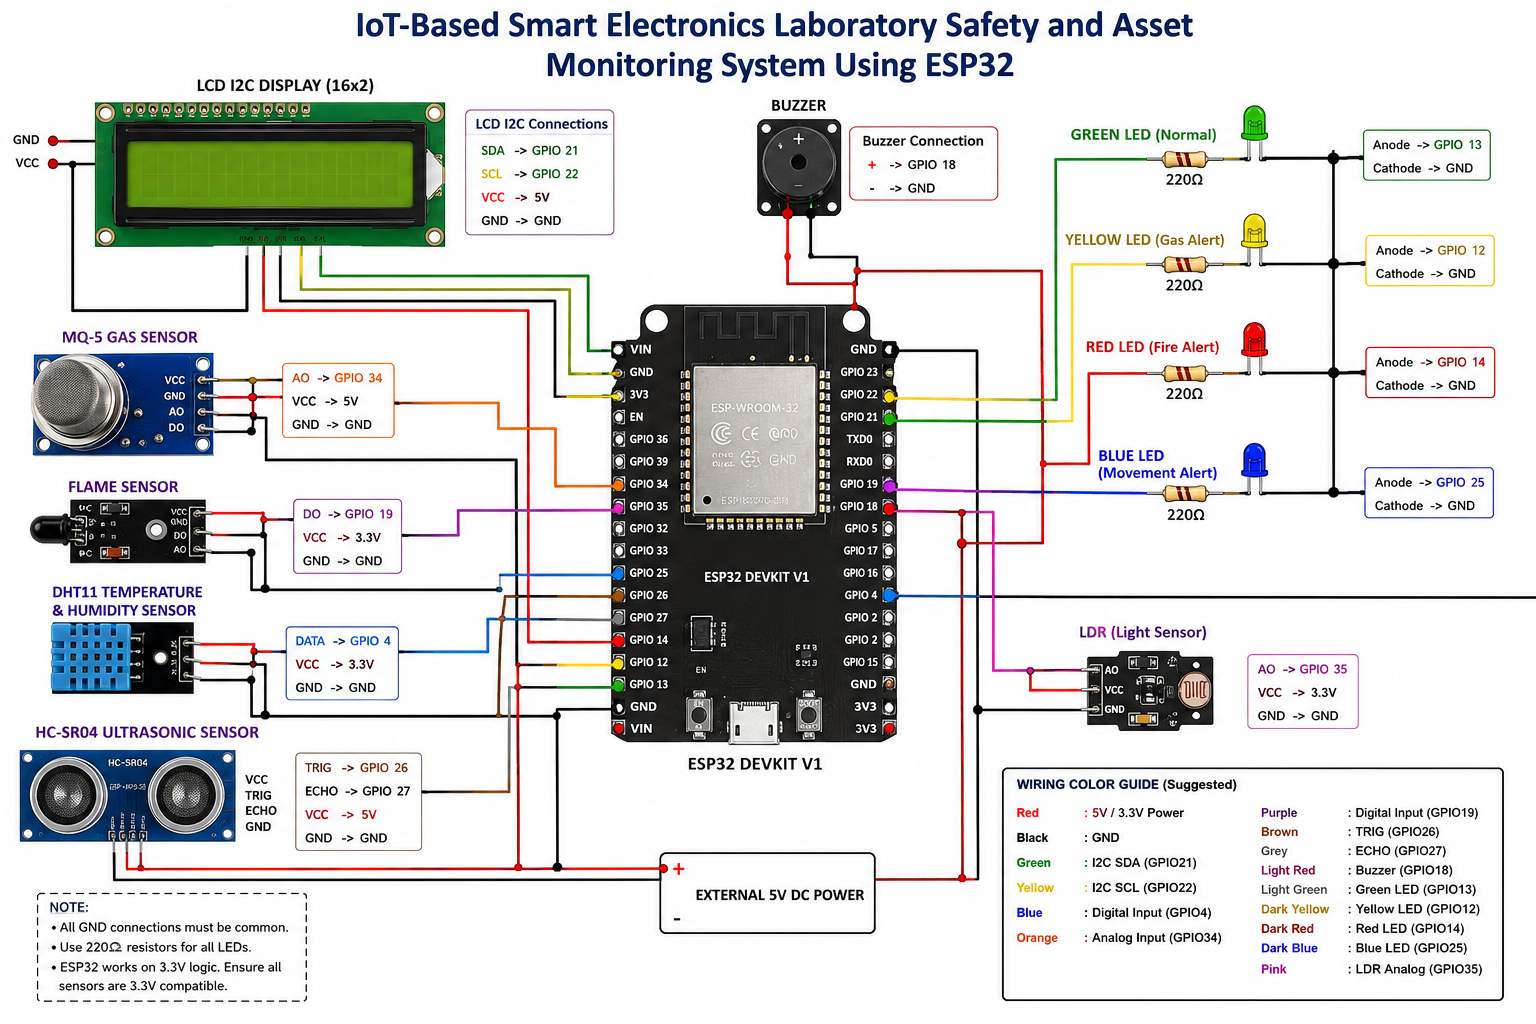 IoT-Based Smart Electronics Laboratory Safety and Asset
Monitoring System Using ESP32
LCD I2C DISPLAY (16x2)
GND
VCC
LCD I2C Connections
SDA -> GPIO 21
SCL -> GPIO 22
VCC -> 5V
GND -> GND
BUZZER
Buzzer Connection
+ -> GPIO 18
- -> GND
GREEN LED (Normal)
220Ω
Anode -> GPIO 13
Cathode -> GND
YELLOW LED (Gas Alert)
220Ω
Anode -> GPIO 12
Cathode -> GND
RED LED (Fire Alert)
220Ω
Anode -> GPIO 14
Cathode -> GND
BLUE LED
(Movement Alert)
220Ω
Anode -> GPIO 25
Cathode -> GND
MQ-5 GAS SENSOR
VCC
GND
AO
DO
AO -> GPIO 34
VCC -> 5V
GND -> GND
FLAME SENSOR
VCC
GND
DO
AO
DO -> GPIO 19
VCC -> 3.3V
GND -> GND
DHT11 TEMPERATURE
& HUMIDITY SENSOR
DATA -> GPIO 4
VCC -> 3.3V
GND -> GND
HC-SR04 ULTRASONIC SENSOR
HC-SR04
VCC
TRIG
ECHO
GND
TRIG -> GPIO 26
ECHO -> GPIO 27
VCC -> 5V
GND -> GND
VIN
GND
3V3
EN
GPIO 36
GPIO 39
GPIO 34
GPIO 35
GPIO 32
GPIO 33
GPIO 25
GPIO 26
GPIO 27
GPIO 14
GPIO 12
GPIO 13
GND
VIN
ESP-WROOM-32
CE
ESP32 DEVKIT V1
EN
GND
GPIO 23
GPIO 22
GPIO 21
TXD0
RXD0
GPIO 19
GPIO 18
GPIO 5
GPIO 17
GPIO 16
GPIO 4
GPIO 2
GPIO 2
GPIO 15
GND
3V3
3V3
ESP32 DEVKIT V1
LDR (Light Sensor)
AO
VCC
GND
AO -> GPIO 35
VCC -> 3.3V
GND -> GND
+
EXTERNAL 5V DC POWER
-
NOTE:
• All GND connections must be common.
• Use 220Ω resistors for all LEDs.
• ESP32 works on 3.3V logic. Ensure all
sensors are 3.3V compatible.
WIRING COLOR GUIDE (Suggested)
Red : 5V / 3.3V Power
Black : GND
Green : I2C SDA (GPIO21)
Yellow : I2C SCL (GPIO22)
Blue : Digital Input (GPIO4)
Orange : Analog Input (GPIO34)
Purple : Digital Input (GPIO19)
Brown : TRIG (GPIO26)
Grey : ECHO (GPIO27)
Light Red : Buzzer (GPIO18)
Light Green : Green LED (GPIO13)
Dark Yellow : Yellow LED (GPIO12)
Dark Red : Red LED (GPIO14)
Dark Blue : Blue LED (GPIO25)
Pink : LDR Analog (GPIO35)